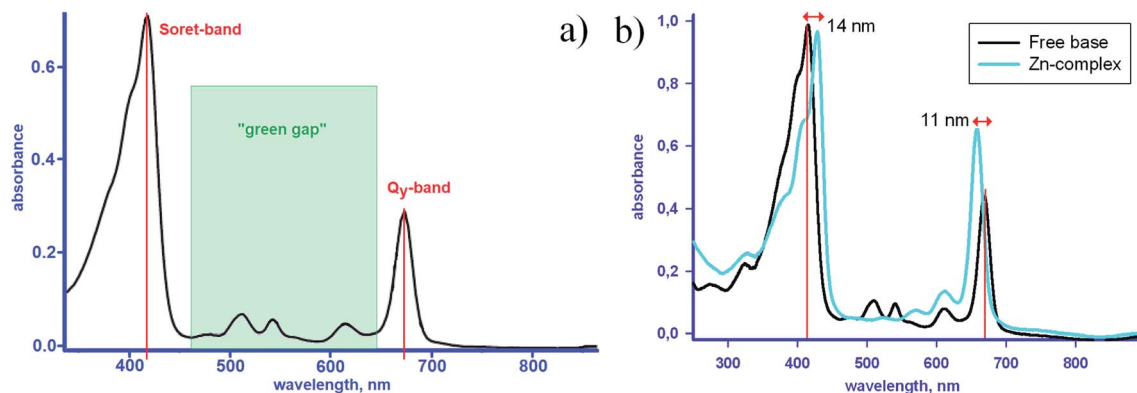 a)
Soret-band
"green gap"
Qy-band
absorbance
0.6
0.4
0.2
0.0
400 500 600 700 800
wavelength, nm
b)
14 nm
Free base
Zn-complex
11 nm
absorbance
1,0
0,8
0,6
0,4
0,2
0,0
300 400 500 600 700 800
wavelength, nm